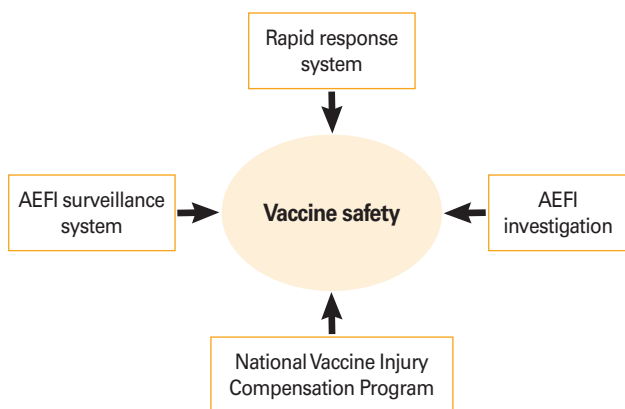 Rapid response
system
AEFI surveillance
system
Vaccine safety
AEFI
investigation
National Vaccine Injury
Compensation Program